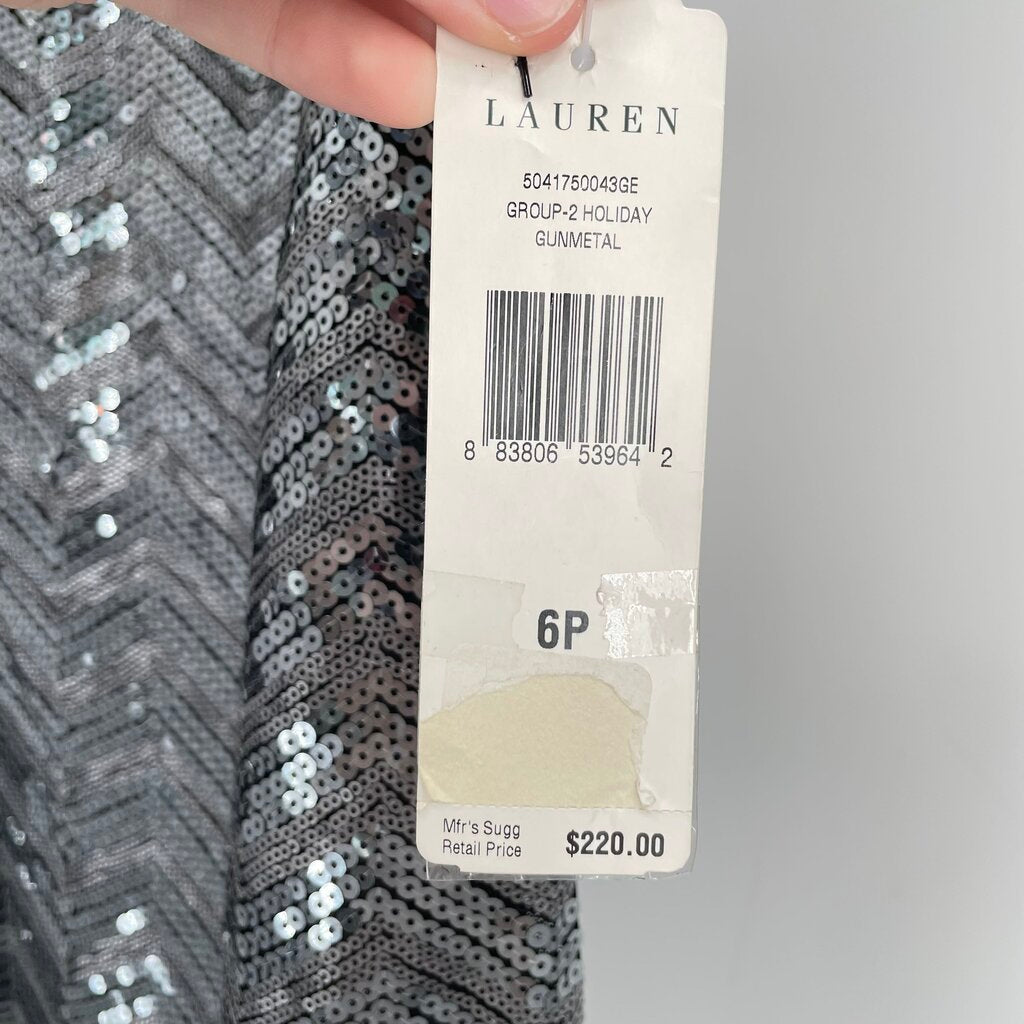 LAUREN
5041750043GE
GROUP-2 HOLIDAY
GUNMETAL
8 83806 53964 2
6P
Mfr's Sugg
Retail Price $220.00